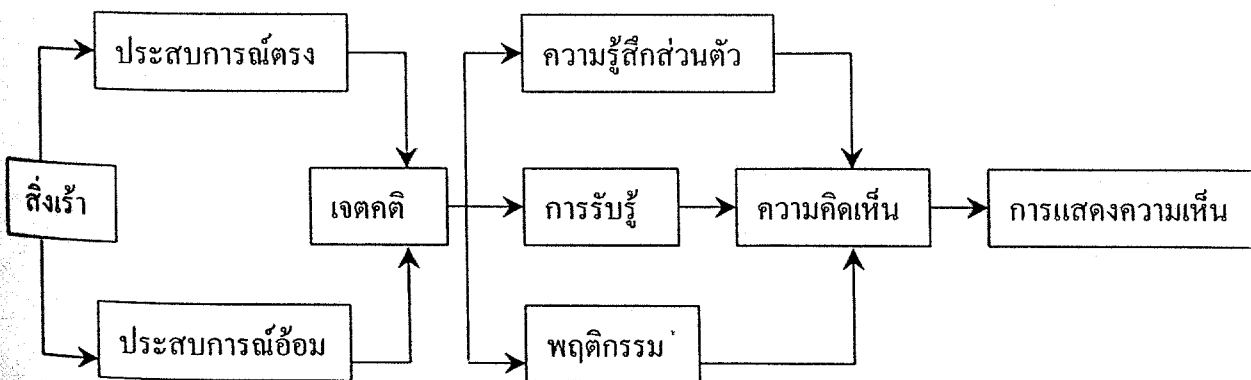 ประสบการณ์ตรง
ความรู้สึกส่วนตัว
สิ่งเร้า
เจตคติ
การรับรู้
ความคิดเห็น
การแสดงความเห็น
ประสบการณ์อ้อม
พฤติกรรม